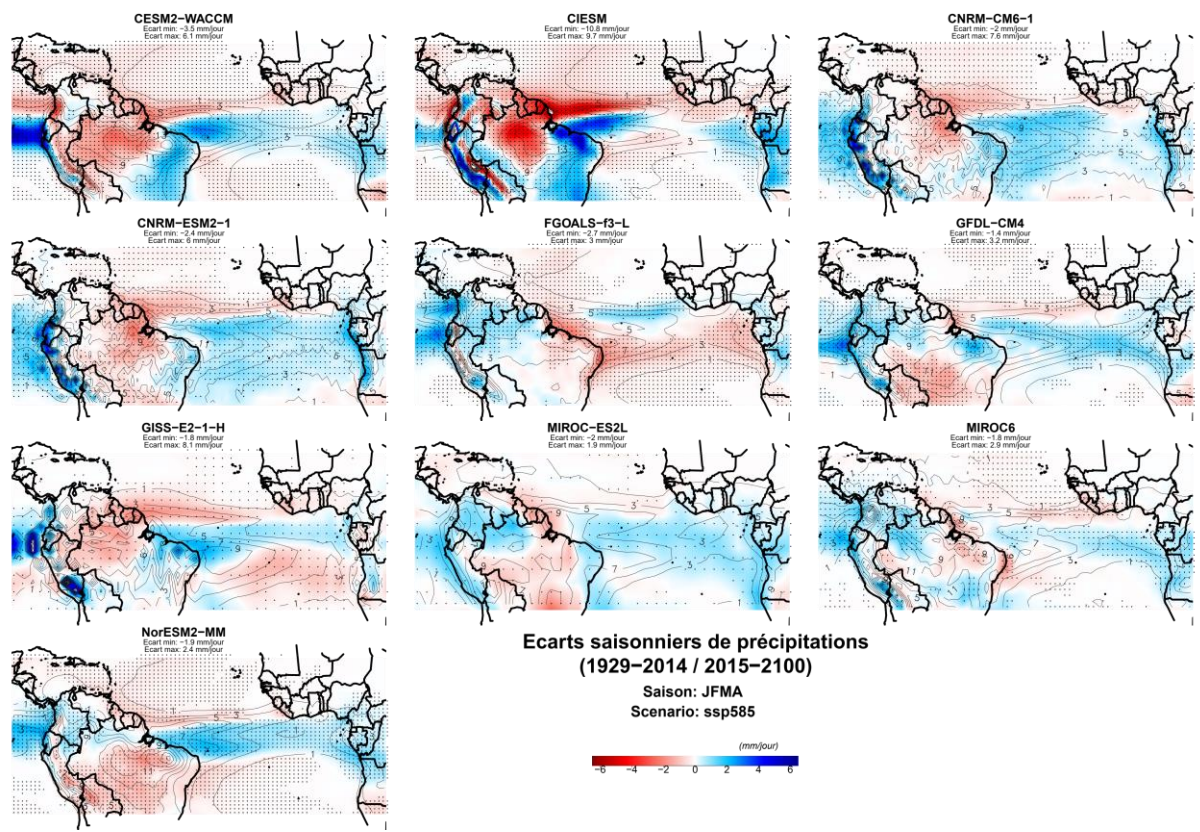 CESM2-WACCM
Ecart min: -3.5 mm/jour
Ecart max: 6.1 mm/jour
CIESM
Ecart min: -10.8 mm/jour
Ecart max: 9.7 mm/jour
CNRM-CM6-1
Ecart min: -2 mm/jour
Ecart max: 7.6 mm/jour
CNRM-ESM2-1
Ecart min: -2.4 mm/jour
Ecart max: 6 mm/jour
FGOALS-f3-L
Ecart min: -2.7 mm/jour
Ecart max: 3 mm/jour
GFDL-CM4
Ecart min: -1.4 mm/jour
Ecart max: 3.2 mm/jour
GISS-E2-1-H
Ecart min: -1.8 mm/jour
Ecart max: 8.1 mm/jour
MIROC-ES2L
Ecart min: -2 mm/jour
Ecart max: 1.9 mm/jour
MIROC6
Ecart min: -1.8 mm/jour
Ecart max: 2.9 mm/jour
NorESM2-MM
Ecart min: -1.9 mm/jour
Ecart max: 2.4 mm/jour
Ecarts saisonniers de précipitations
(1929-2014 / 2015-2100)
Saison: JFMA
Scenario: ssp585
(mm/jour)
-6 -4 -2 0 2 4 6